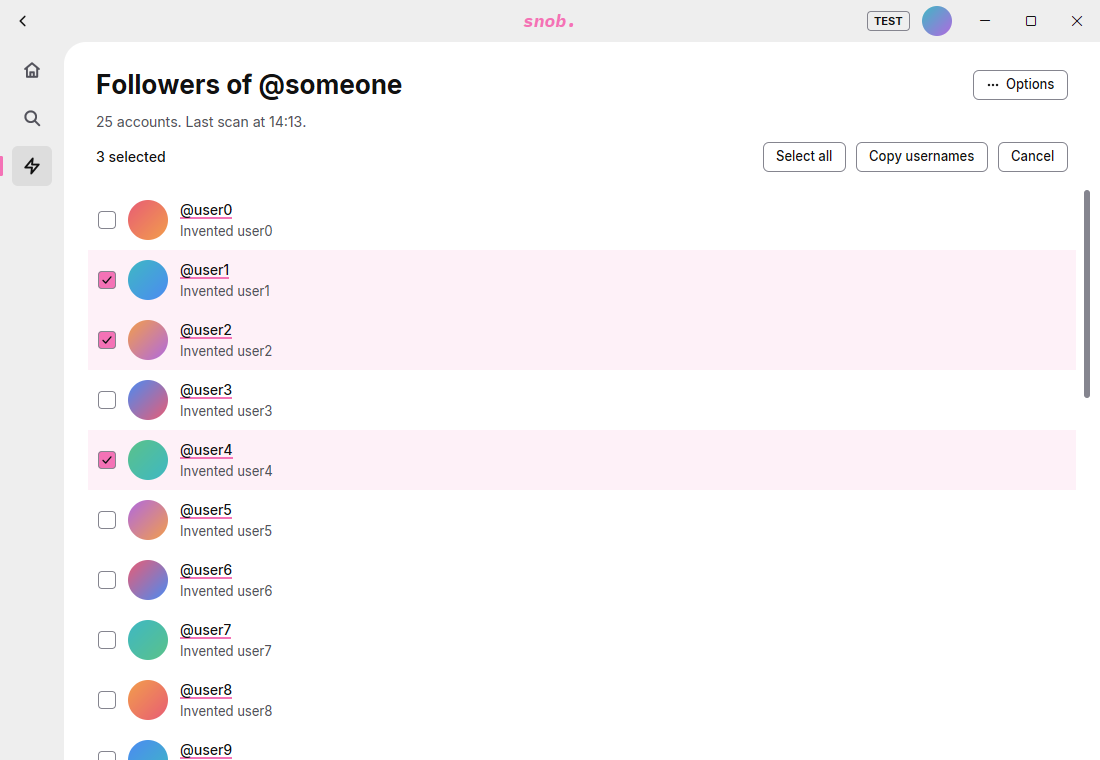 snob.
TEST
Followers of @someone
··· Options
25 accounts. Last scan at 14:13.
3 selected
Select all
Copy usernames
Cancel
@user0
Invented user0
@user1
Invented user1
@user2
Invented user2
@user3
Invented user3
@user4
Invented user4
@user5
Invented user5
@user6
Invented user6
@user7
Invented user7
@user8
Invented user8
@user9